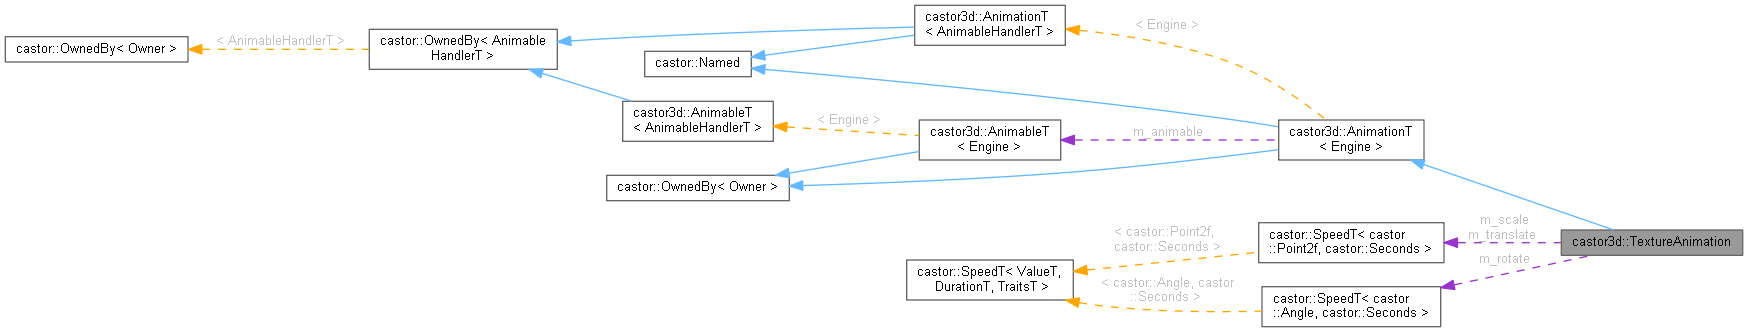 castor3d::AnimationT
< AnimableHandlerT >
< Engine >
castor::OwnedBy< Owner >
< AnimableHandlerT >
castor::OwnedBy< Animable
HandlerT >
castor::Named
castor3d::AnimableT
< AnimableHandlerT >
< Engine >
castor3d::AnimableT
< Engine >
m_animable
castor3d::AnimationT
< Engine >
castor::OwnedBy< Owner >
castor::SpeedT< castor
::Point2f, castor::Seconds >
m_scale
m_translate
castor3d::TextureAnimation
< castor::Point2f,
castor::Seconds >
m_rotate
castor::SpeedT< ValueT,
DurationT, TraitsT >
< castor::Angle, castor
::Seconds >
castor::SpeedT< castor
::Angle, castor::Seconds >